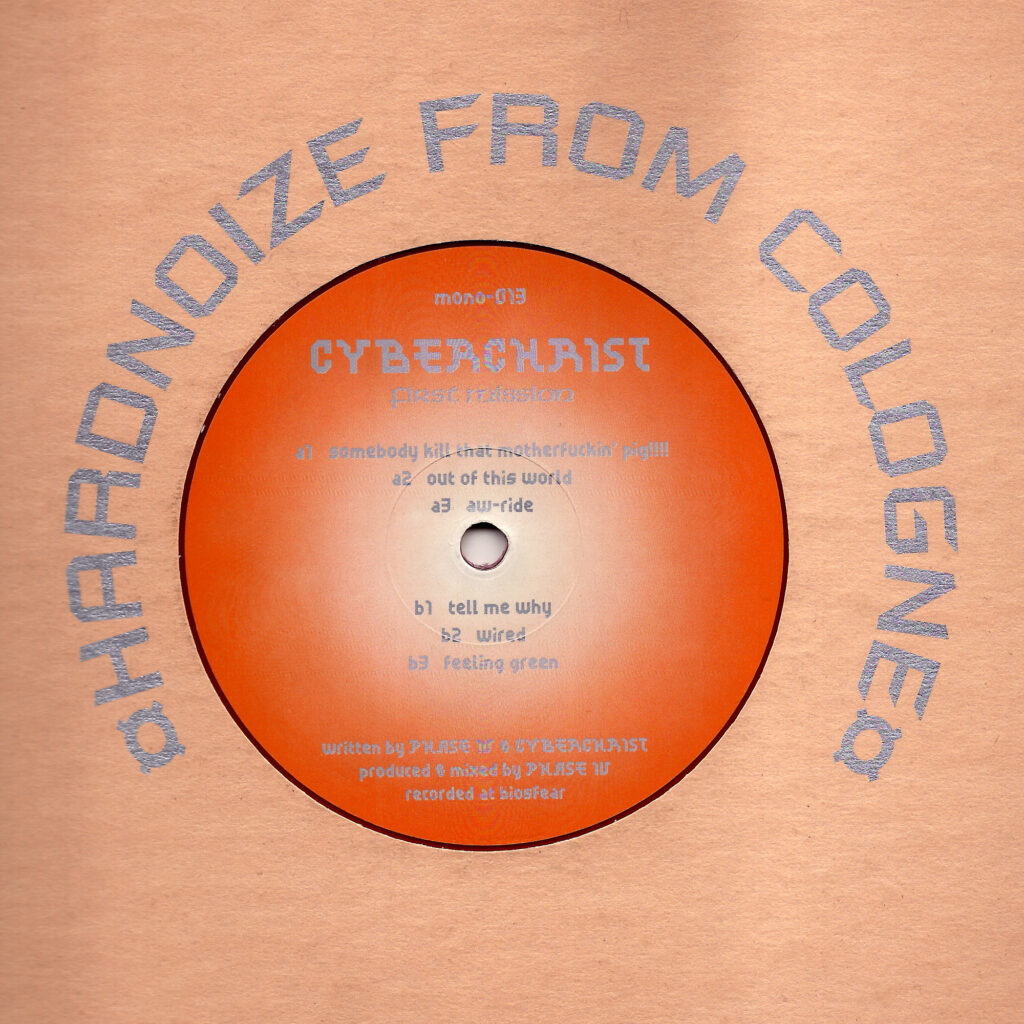 ¤HARDNOIZE FROM COLOGNE¤
mono-013
CYBERCHRIST
first mission
a1 somebody kill that motherfuckin' pig!!!!
a2 out of this world
a3 aw-ride
b1 tell me why
b2 wired
b3 feeling green
written by PHASE IV & CYBERCHRIST
produced & mixed by PHASE IV
recorded at biosfear